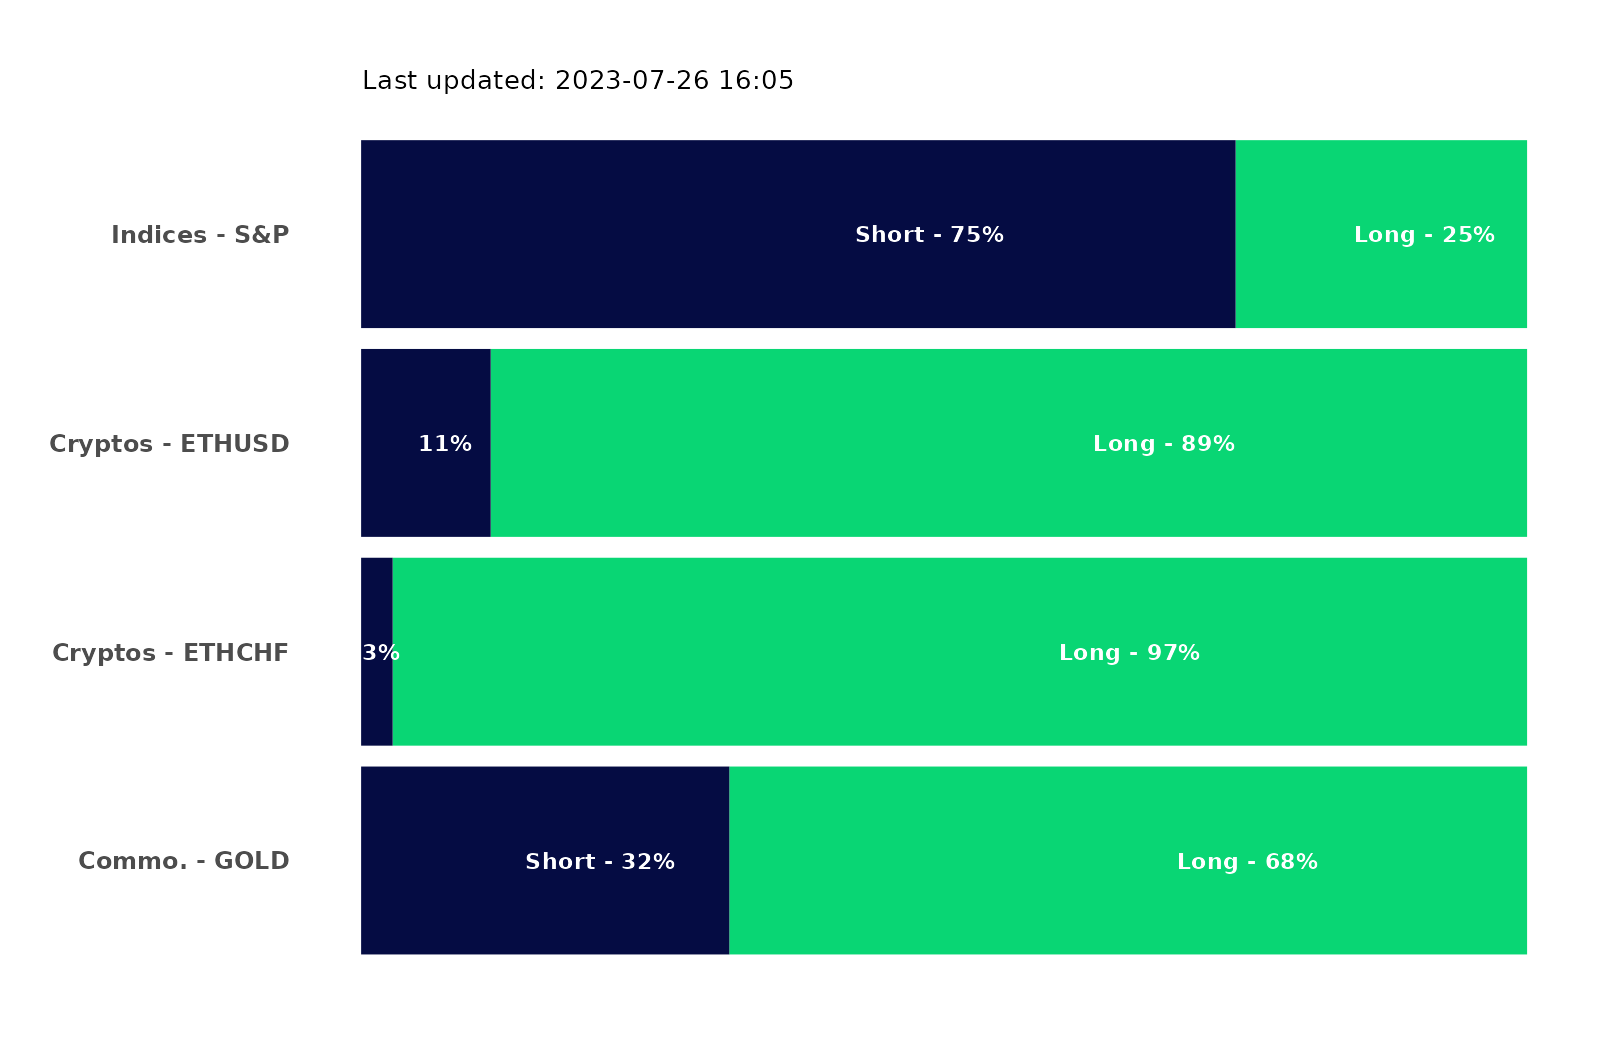 Last updated: 2023-07-26 16:05
Indices - S&P Short - 75% Long - 25%
Cryptos - ETHUSD 11% Long - 89%
Cryptos - ETHCHF 3% Long - 97%
Commo. - GOLD Short - 32% Long - 68%